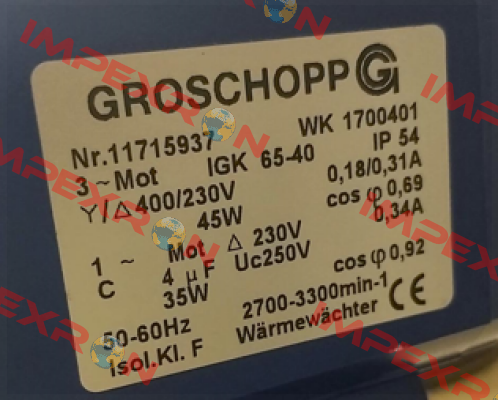 GROSCHOPP G
Nr.11715937 WK 1700401
3 ~ Mot IGK 65-40 IP 54
Y/Δ 400/230V 0,18/0,31A
45W cos φ 0,69
1 ~ Mot Δ 230V 0,34A
C 4 µF Uc250V
35W cos φ 0,92
50-60Hz 2700-3300min-1
Isol.Kl. F Wärmewächter CE
IMPEXRON